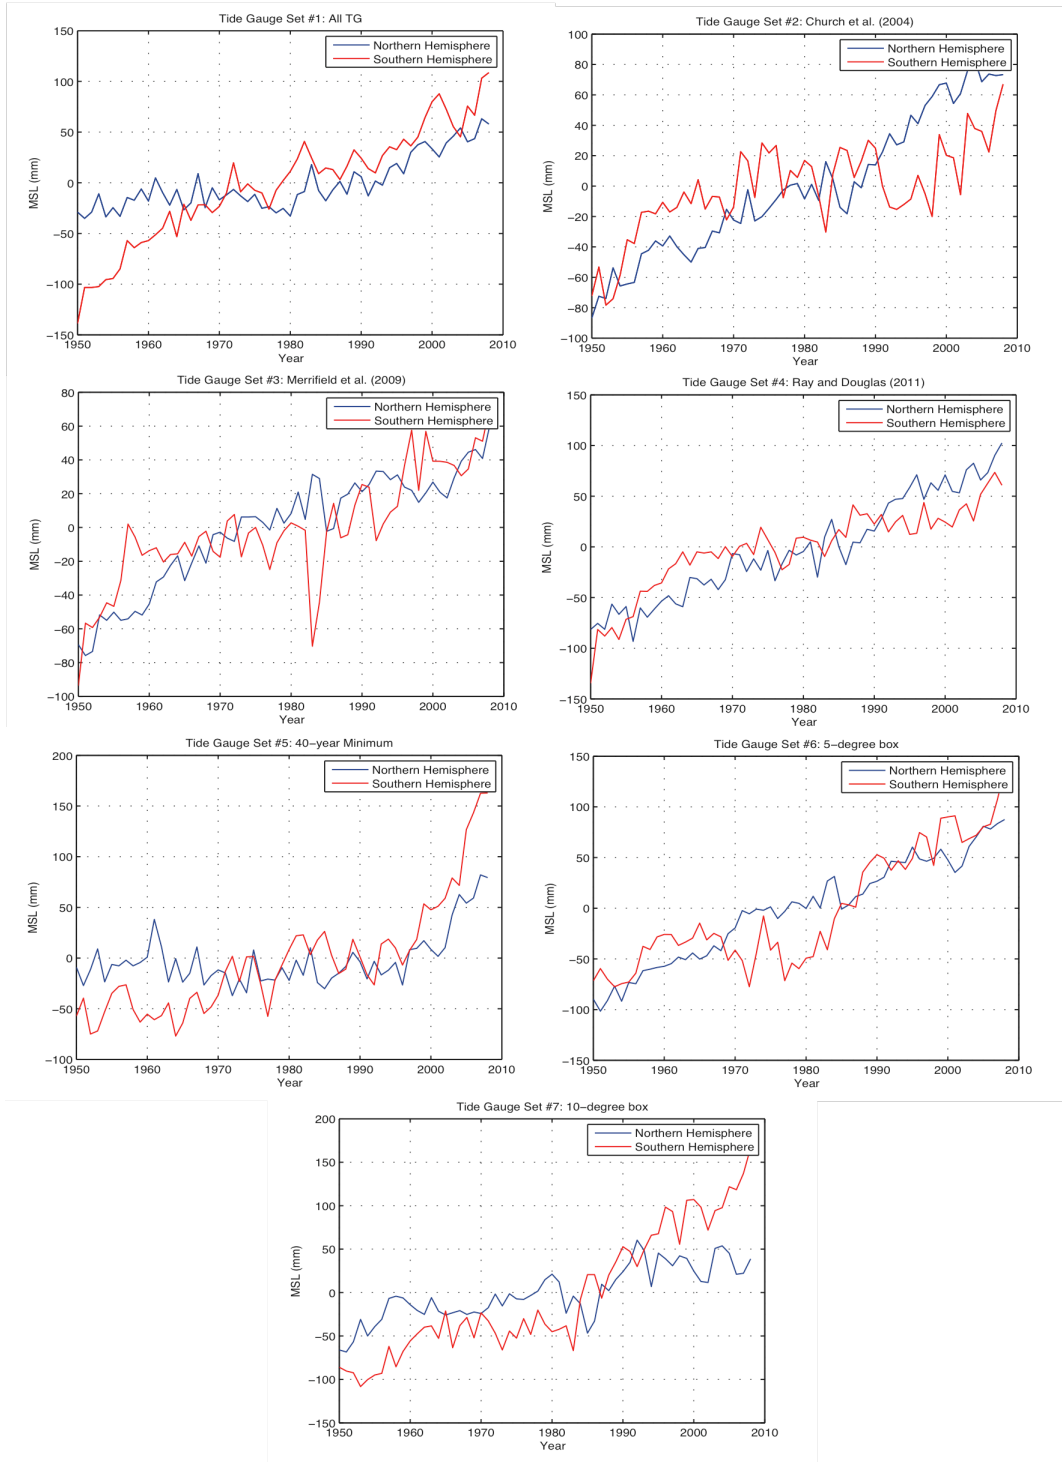 Tide Gauge Set #1: All TG
150
100
50
0
−50
−100
−150
MSL (mm)
Northern Hemisphere
Southern Hemisphere
1950 1960 1970 1980 1990 2000 2010
Year
Tide Gauge Set #2: Church et al. (2004)
100
80
60
40
20
0
−20
−40
−60
−80
−100
MSL (mm)
Northern Hemisphere
Southern Hemisphere
1950 1960 1970 1980 1990 2000 2010
Year
Tide Gauge Set #3: Merrifield et al. (2009)
80
60
40
20
0
−20
−40
−60
−80
−100
MSL (mm)
Northern Hemisphere
Southern Hemisphere
1950 1960 1970 1980 1990 2000 2010
Year
Tide Gauge Set #4: Ray and Douglas (2011)
150
100
50
0
−50
−100
−150
MSL (mm)
Northern Hemisphere
Southern Hemisphere
1950 1960 1970 1980 1990 2000 2010
Year
Tide Gauge Set #5: 40−year Minimum
200
150
100
50
0
−50
−100
MSL (mm)
Northern Hemisphere
Southern Hemisphere
1950 1960 1970 1980 1990 2000 2010
Year
Tide Gauge Set #6: 5−degree box
150
100
50
0
−50
−100
−150
MSL (mm)
Northern Hemisphere
Southern Hemisphere
1950 1960 1970 1980 1990 2000 2010
Year
Tide Gauge Set #7: 10−degree box
200
150
100
50
0
−50
−100
−150
MSL (mm)
Northern Hemisphere
Southern Hemisphere
1950 1960 1970 1980 1990 2000 2010
Year